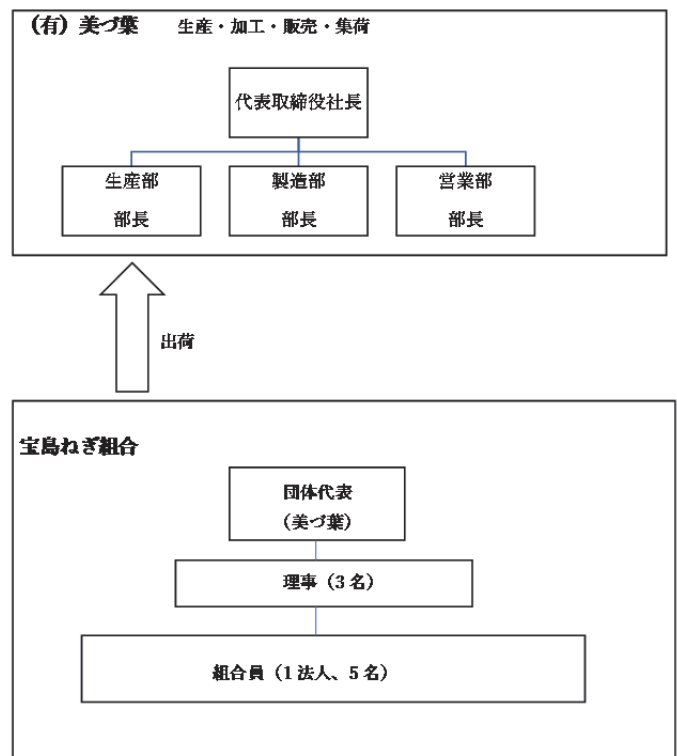 （有）美づ葉　生産・加工・販売・集荷
代表取締役社長
生産部
部長
製造部
部長
営業部
部長
出荷
宝島ねぎ組合
団体代表
（美づ葉）
理事（3名）
組合員（1法人、5名）